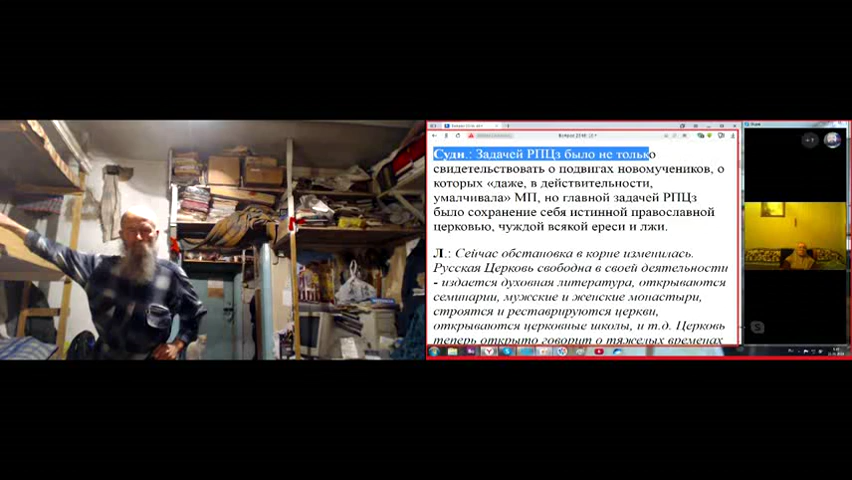 Судн.: Задачей РПЦз было не только
свидетельствовать о подвигах новомучеников, о
которых «даже, в действительности,
умалчивала» МП, но главной задачей РПЦз
было сохранение себя истинной православной
церковью, чуждой всякой ереси и лжи.
Л.: Сейчас обстановка в корне изменилась.
Русская Церковь свободна в своей деятельности
- издается духовная литература, открываются
семинарии, мужские и женские монастыри,
строятся и реставрируются церкви,
открываются церковные школы, и т.д. Церковь
теперь открыто говорит о тяжелых временах